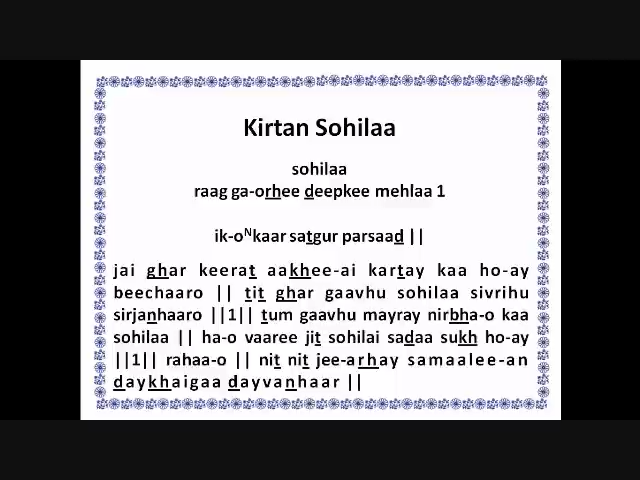 Kirtan Sohilaa
sohilaa
raag ga-orhee deepkee mehlaa 1
ik-oᴺkaar satgur parsaad ||
jai ghar keerat aakhee-ai kartay kaa ho-ay
beechaaro || tit ghar gaavhu sohilaa sivrihu
sirjanhaaro ||1|| tum gaavhu mayray nirbha-o kaa
sohilaa || ha-o vaaree jit sohilai sadaa sukh ho-ay
||1|| rahaa-o || nit nit jee-arhay samaalee-an
daykhaigaa dayvanhaar ||